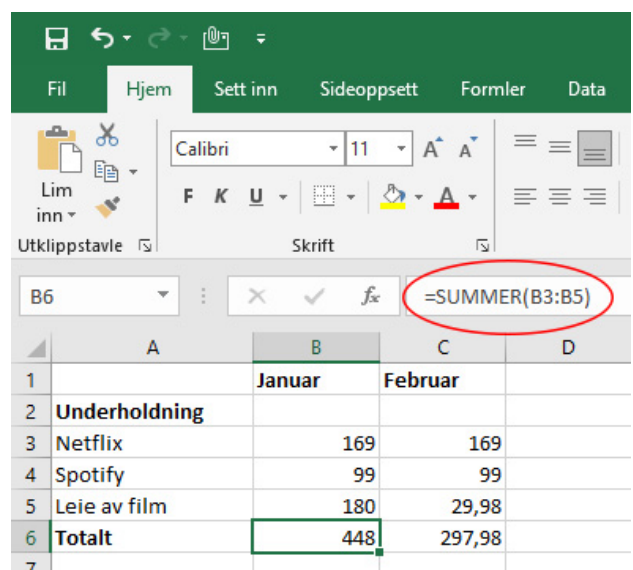 Fil Hjem Sett inn Sideoppsett Formler Data
Calibri 11 A A
Lim
inn
F K U A
Utklippstavle Skrift
B6 fx =SUMMER(B3:B5)
A B C D
1 Januar Februar
2 Underholdning
3 Netflix 169 169
4 Spotify 99 99
5 Leie av film 180 29,98
6 Totalt 448 297,98
7